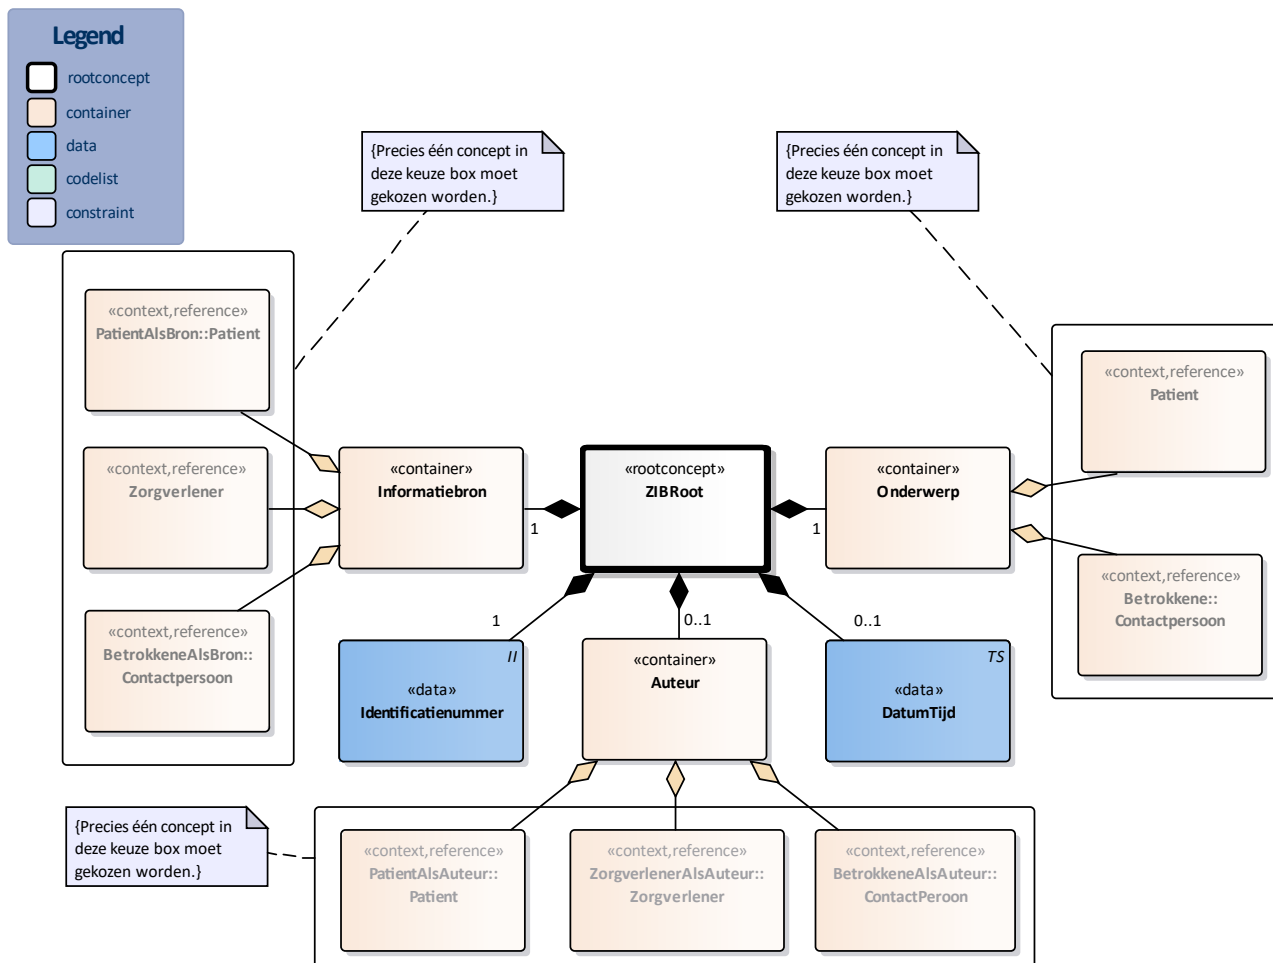 Legend
rootconcept
container
data
codelist
constraint
{Precies één concept in
deze keuze box moet
gekozen worden.}
{Precies één concept in
deze keuze box moet
gekozen worden.}
«context,reference»
PatientAlsBron::Patient
«context,reference»
Zorgverlener
«context,reference»
BetrokkeneAlsBron::
Contactpersoon
«container»
Informatiebron
1
«rootconcept»
ZIBRoot
1
«container»
Onderwerp
«context,reference»
Patient
«context,reference»
Betrokkene::
Contactpersoon
1
0..1
0..1
II
«data»
Identificatienummer
«container»
Auteur
TS
«data»
DatumTijd
{Precies één concept in
deze keuze box moet
gekozen worden.}
«context,reference»
PatientAlsAuteur::
Patient
«context,reference»
ZorgverlenerAlsAuteur::
Zorgverlener
«context,reference»
BetrokkeneAlsAuteur::
ContactPeroon